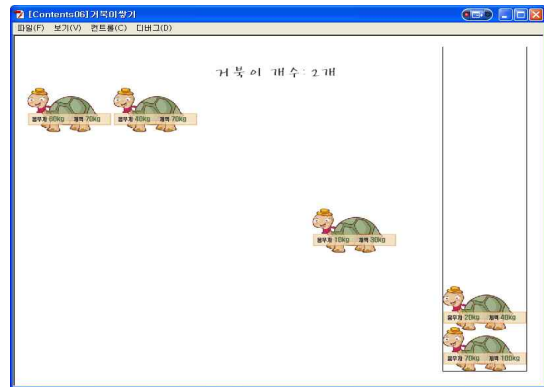 [Contents06]거북이쌓기
파일(F) 보기(V) 컨트롤(C) 디버그(D)
거북이 개수: 2개
몸무게 60kg 체력 70kg
몸무게 40kg 체력 70kg
몸무게 10kg 체력 30kg
몸무게 20kg 체력 40kg
몸무게 70kg 체력 100kg